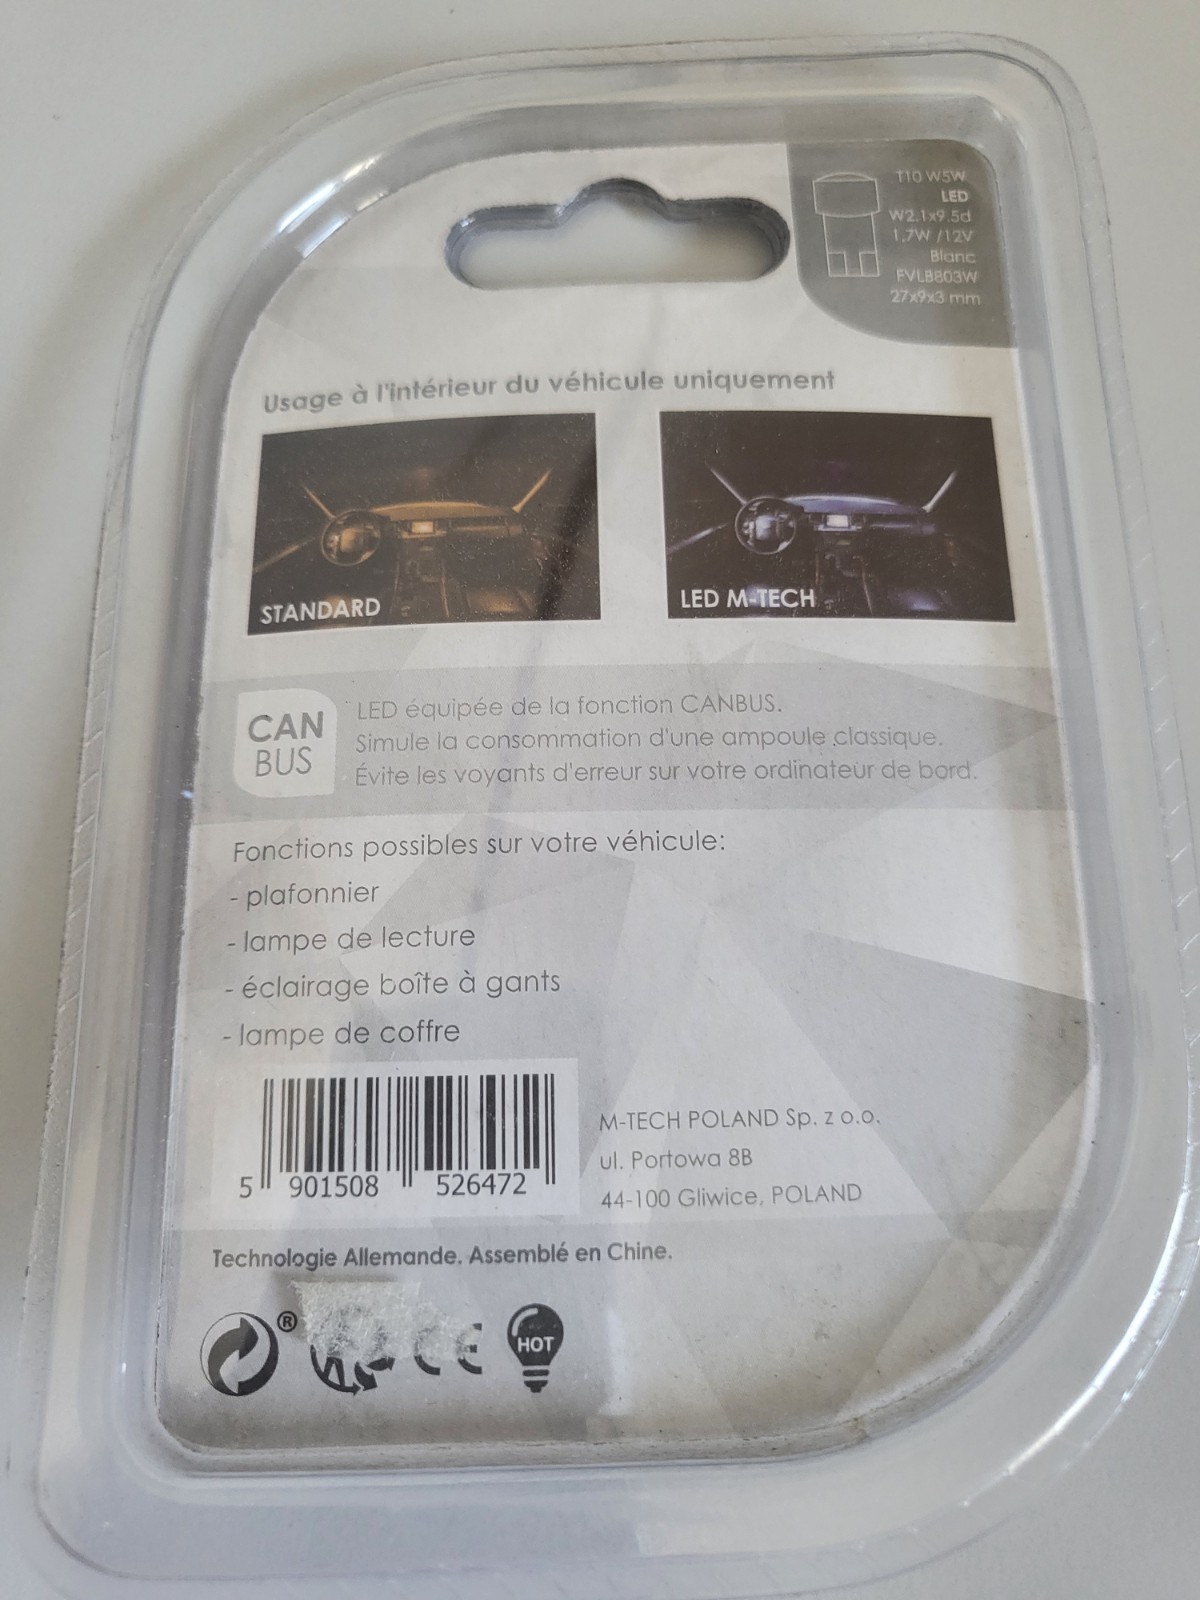 T10 W5W
LED
W2.1x9.5d
1,7W /12V
Blanc
FVLB803W
27x9x3 mm
Usage à l'intérieur du véhicule uniquement
STANDARD
LED M-TECH
CAN
BUS
LED équipée de la fonction CANBUS.
Simule la consommation d'une ampoule classique.
Évite les voyants d'erreur sur votre ordinateur de bord.
Fonctions possibles sur votre véhicule:
- plafonnier
- lampe de lecture
- éclairage boîte à gants
- lampe de coffre
5 901508 526472
M-TECH POLAND Sp. z o.o.
ul. Portowa 8B
44-100 Gliwice, POLAND
Technologie Allemande. Assemblé en Chine.
®
CE
HOT